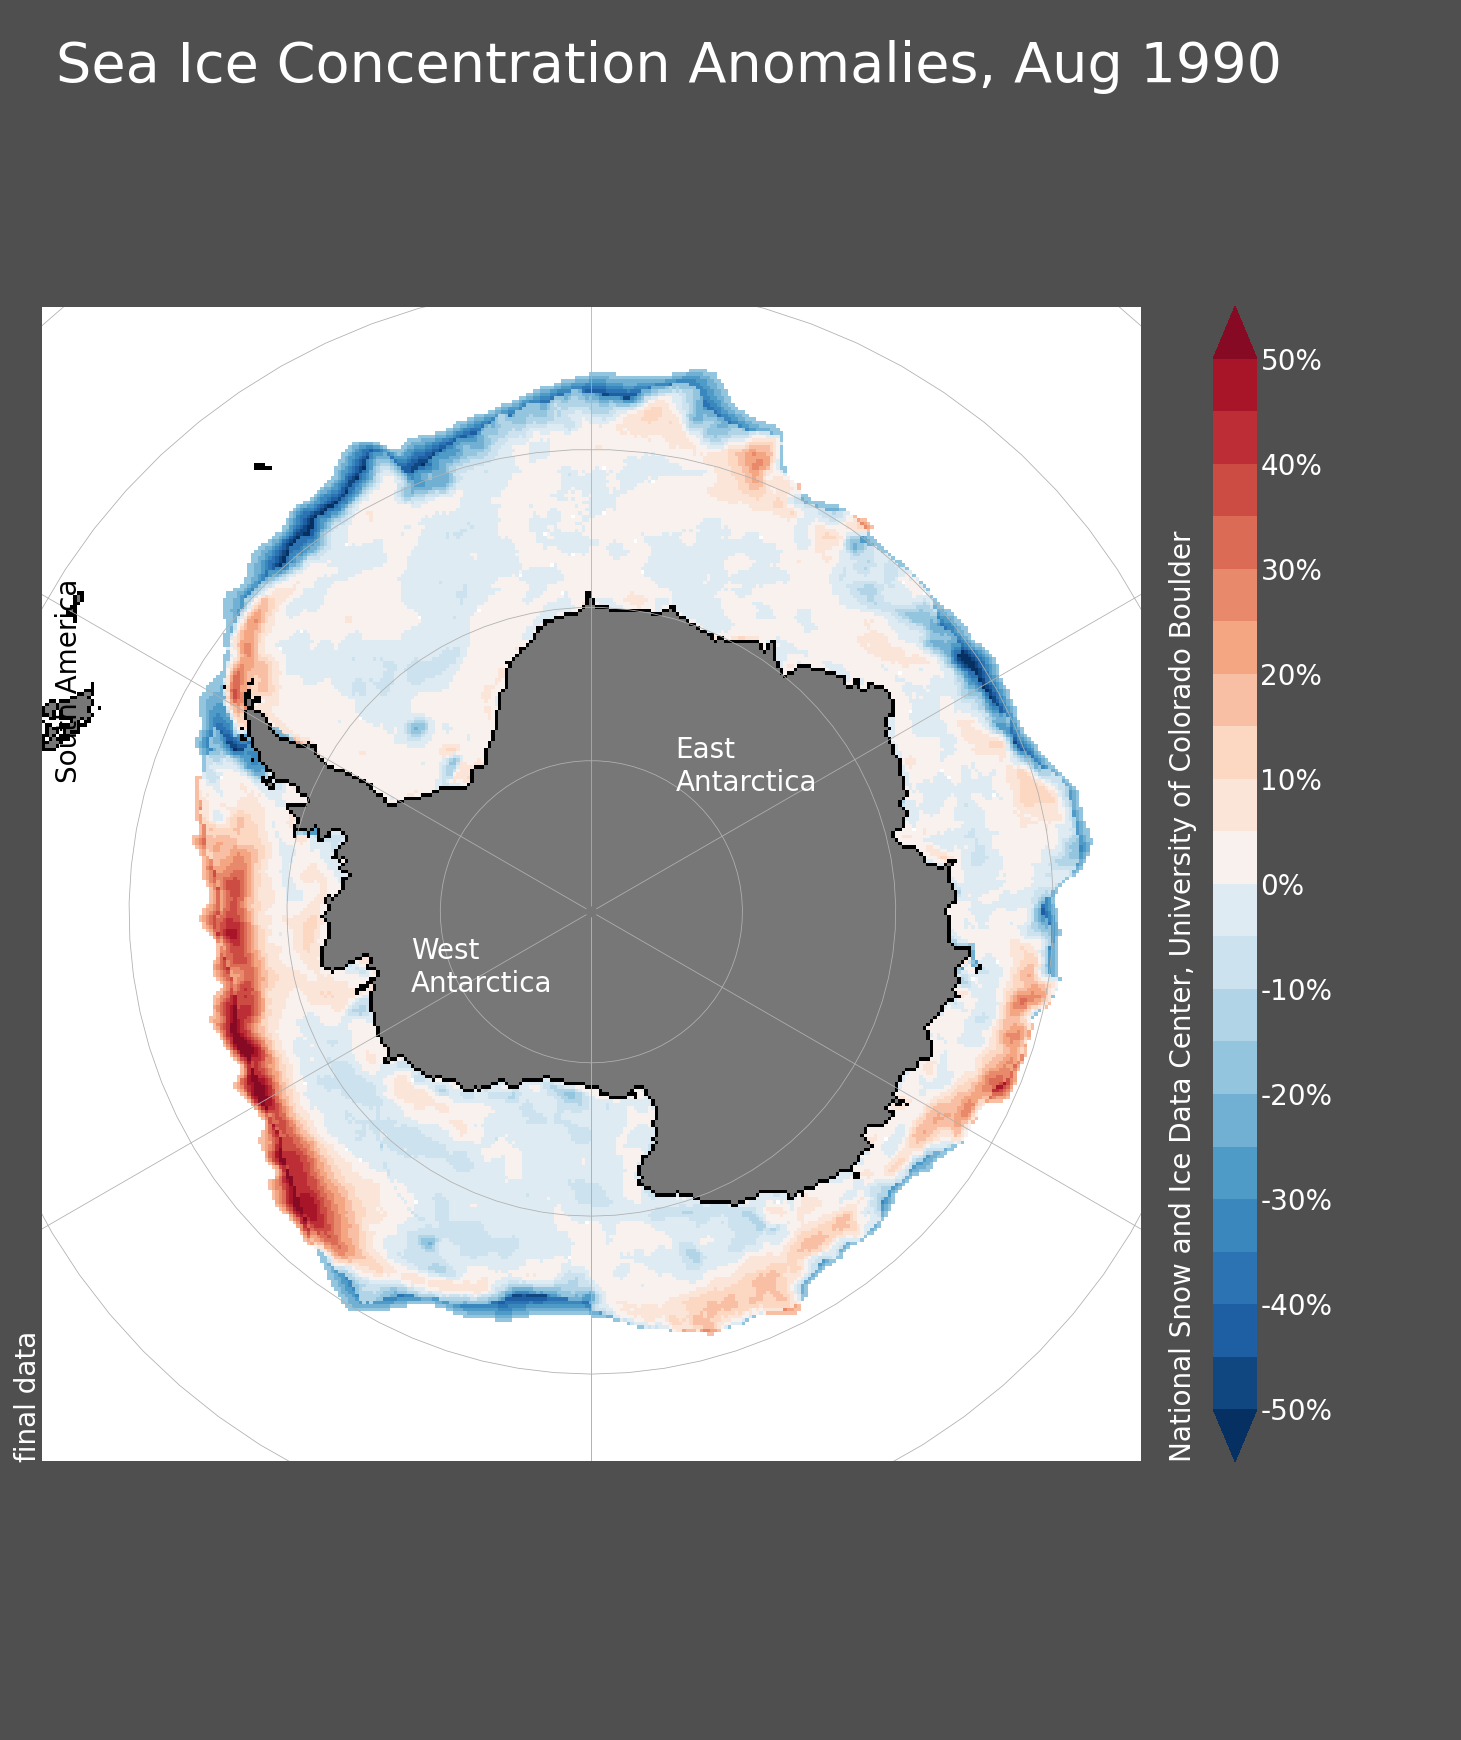 Sea Ice Concentration Anomalies, Aug 1990
South America
East
Antarctica
West
Antarctica
final data
National Snow and Ice Data Center, University of Colorado Boulder
50%
40%
30%
20%
10%
0%
-10%
-20%
-30%
-40%
-50%